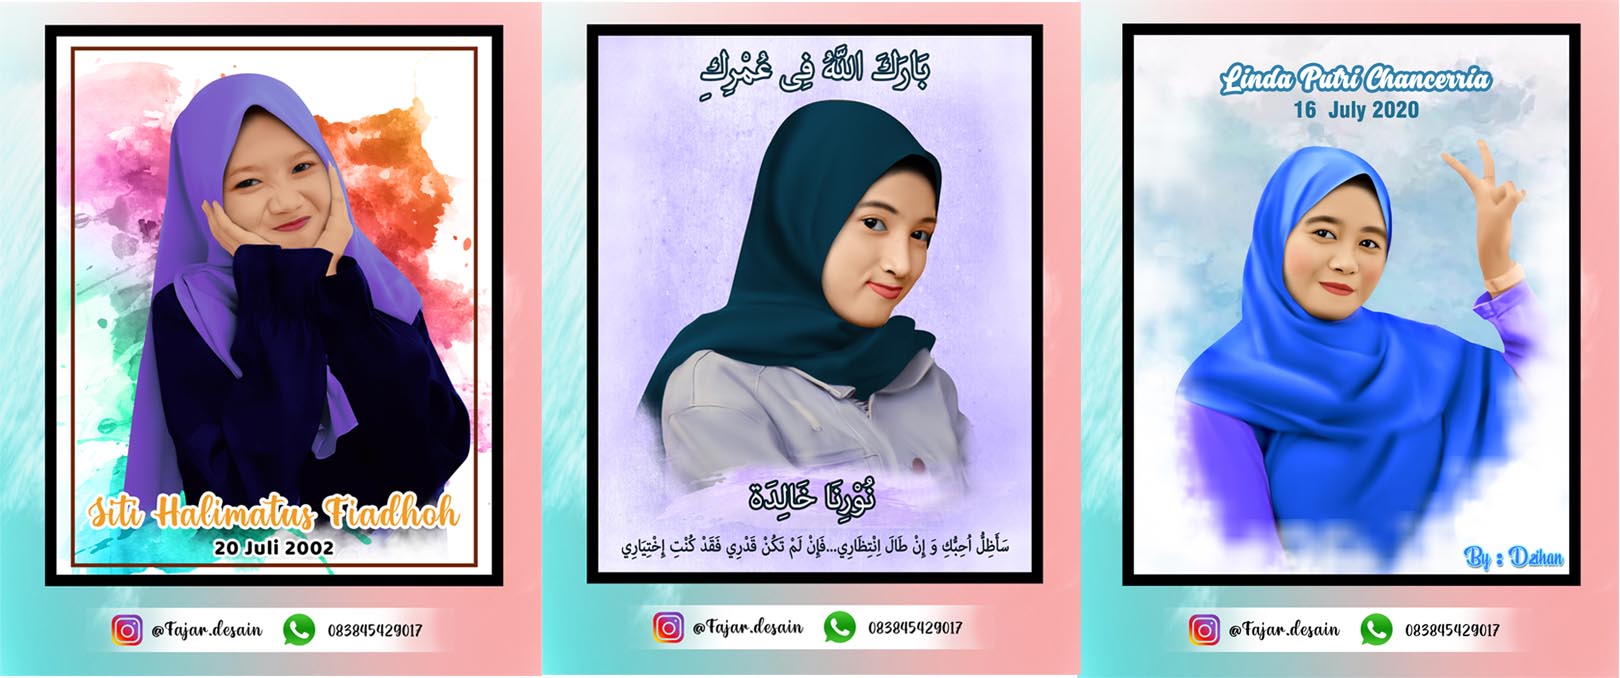 Siti Halimatus Fiadhoh
20 Juli 2002
@Fajar.desain 083845429017
بَارَكَ اللَّهُ فِى عُمْرِكِ
نُوْرِنَا خَالِدَة
سَأَظِلُّ اُحِبُّكِ وَ إِنْ طَالَ اِنْتِظَارِي...فَإِنْ لَمْ تَكُنْ قَدْرِي فَقَدْ كُنْتِ إِخْتِيَارِي
@Fajar.desain 083845429017
Linda Putri Chancerria
16 July 2020
By : Dzihan
@Fajar.desain 083845429017